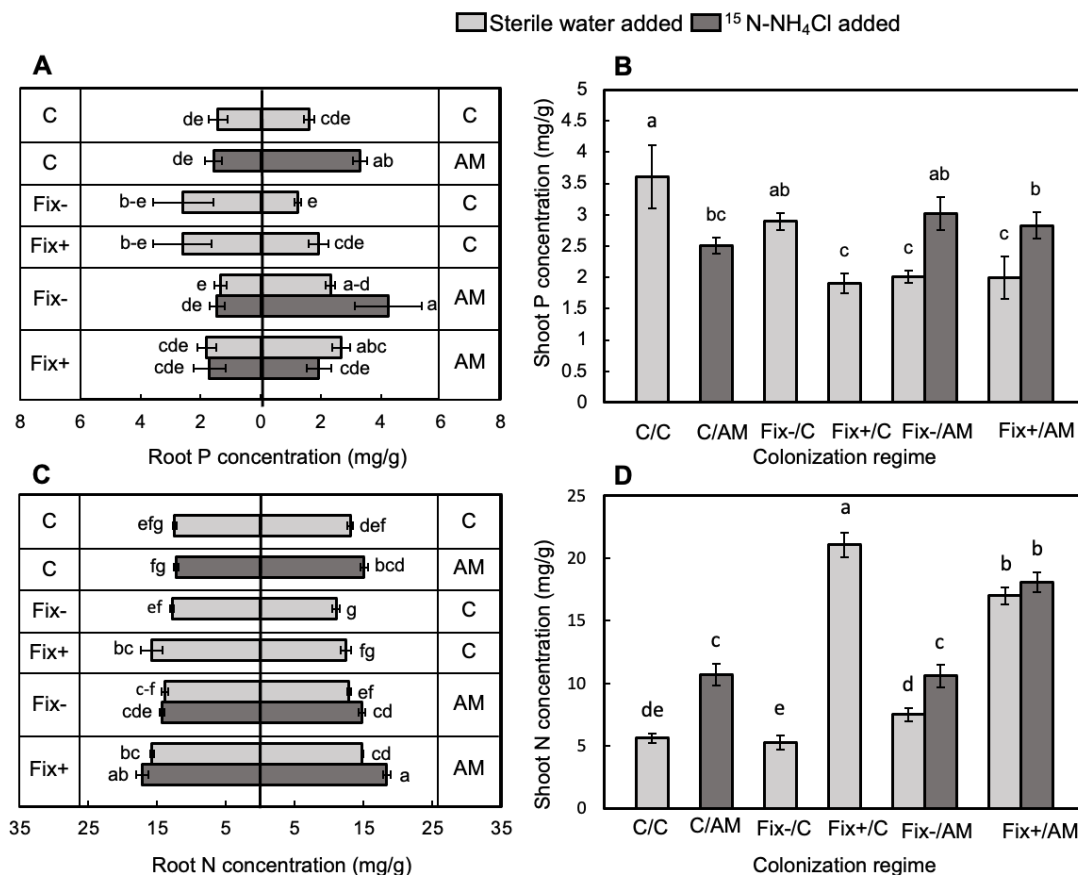 Sterile water added ¹⁵N-NH₄Cl added
A
C de cde C
C de ab AM
Fix- b-e e C
Fix+ b-e cde C
Fix- e a-d AM
de a
Fix+ cde abc AM
cde cde
8 6 4 2 0 2 4 6 8
Root P concentration (mg/g)
B
Shoot P concentration (mg/g)
5
4.5
4
3.5
3
2.5
2
1.5
1
0.5
0
a bc ab c c ab c b
C/C C/AM Fix-/C Fix+/C Fix-/AM Fix+/AM
Colonization regime
C
C efg def C
C fg bcd AM
Fix- ef g C
Fix+ bc fg C
Fix- c-f ef AM
cde cd
Fix+ bc cd AM
ab a
35 25 15 5 5 15 25 35
Root N concentration (mg/g)
D
Shoot N concentration (mg/g)
25
20
15
10
5
0
de c e a d c b b
C/C C/AM Fix-/C Fix+/C Fix-/AM Fix+/AM
Colonization regime